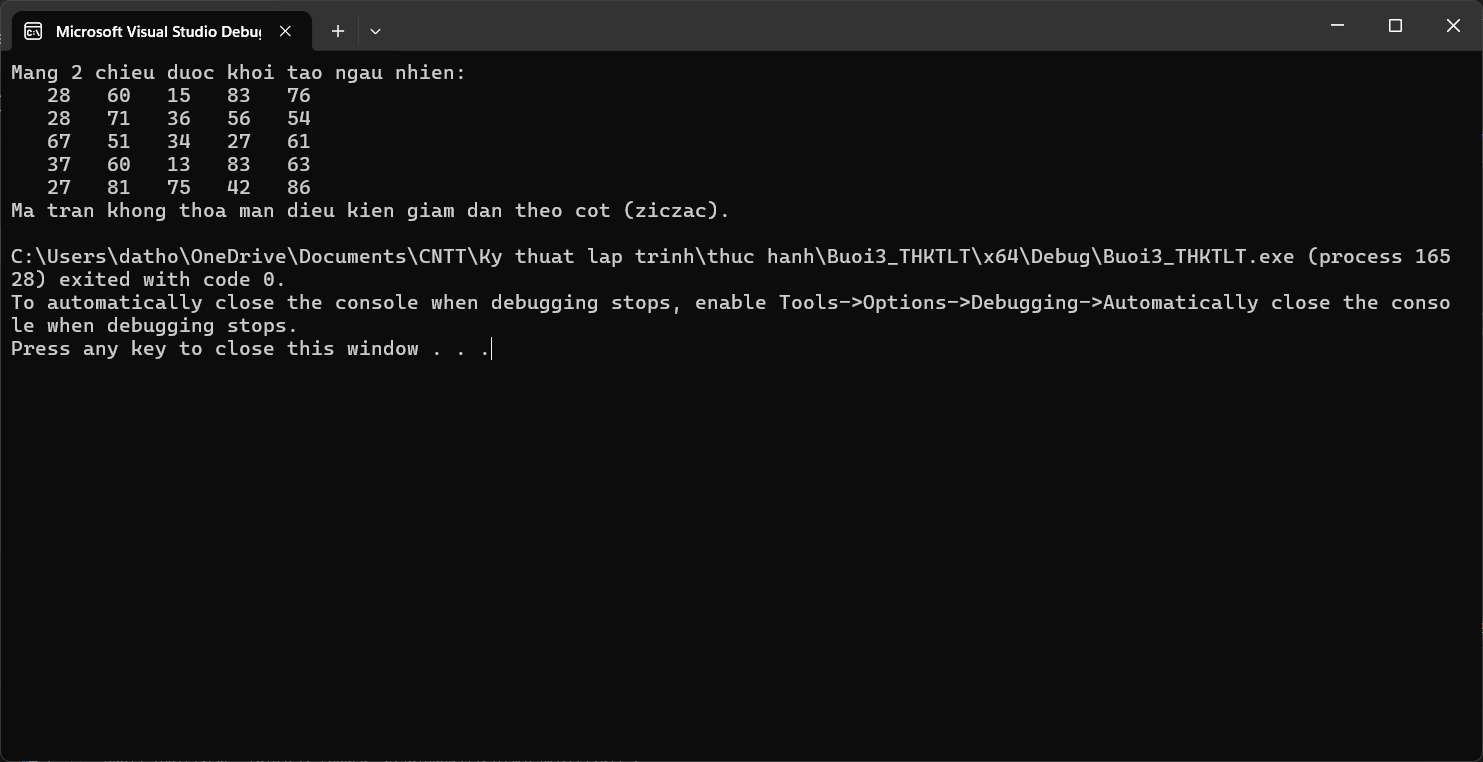 Microsoft Visual Studio Debu
Mang 2 chieu duoc khoi tao ngau nhien:
28 60 15 83 76
28 71 36 56 54
67 51 34 27 61
37 60 13 83 63
27 81 75 42 86
Ma tran khong thoa man dieu kien giam dan theo cot (ziczac).
C:\Users\datho\OneDrive\Documents\CNTT\Ky thuat lap trinh\thuc hanh\Buoi3_THKTLT\x64\Debug\Buoi3_THKTLT.exe (process 165
28) exited with code 0.
To automatically close the console when debugging stops, enable Tools->Options->Debugging->Automatically close the conso
le when debugging stops.
Press any key to close this window . . .